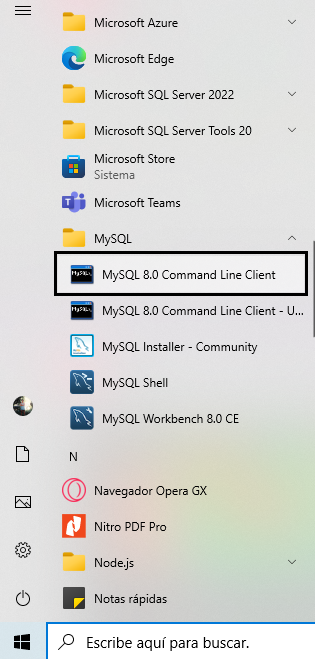 Microsoft Azure
Microsoft Edge
Microsoft SQL Server 2022
Microsoft SQL Server Tools 20
Microsoft Store
Sistema
Microsoft Teams
MySQL
MySQL 8.0 Command Line Client
MySQL 8.0 Command Line Client - U...
MySQL Installer - Community
MySQL Shell
MySQL Workbench 8.0 CE
N
Navegador Opera GX
Nitro PDF Pro
Node.js
Notas rápidas
Escribe aquí para buscar.